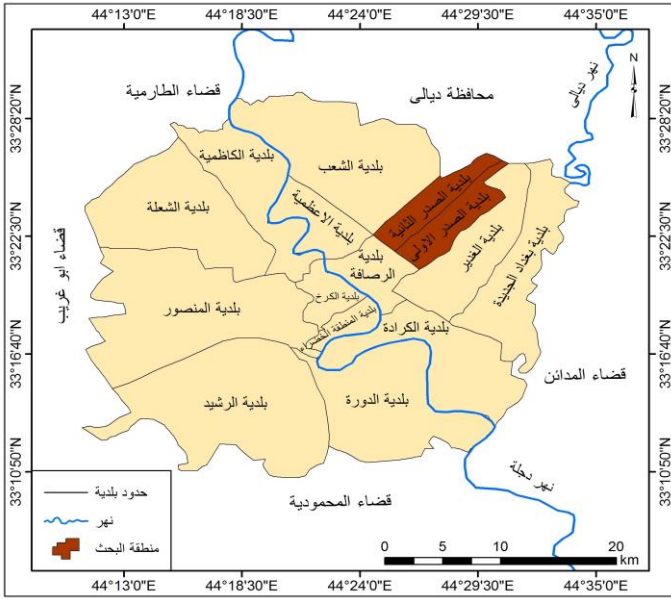 44°13'0"E 44°18'30"E 44°24'0"E 44°29'30"E 44°35'0"E
N
قضاء الطارمية
محافظة ديالى
نهر ديالى
33°28'20"N
33°28'20"N
بلدية الكاظمية
بلدية الشعب
بلدية الصدر الثانية
بلدية الصدر الاولى
بلدية الشعلة
بلدية الاعظمية
بلدية الغدير
بلدية بغداد الجديدة
33°22'30"N
33°22'30"N
قضاء ابو غريب
بلدية
الرصافة
بلدية الكرخ
بلدية المنطقة الخضراء
بلدية المنصور
بلدية الكرادة
33°16'40"N
33°16'40"N
قضاء المدائن
بلدية الرشيد
بلدية الدورة
33°10'50"N
33°10'50"N
نهر دجلة
قضاء المحمودية
حدود بلدية
نهر
منطقة البحث
0 5 10 20
km
44°13'0"E 44°18'30"E 44°24'0"E 44°29'30"E 44°35'0"E